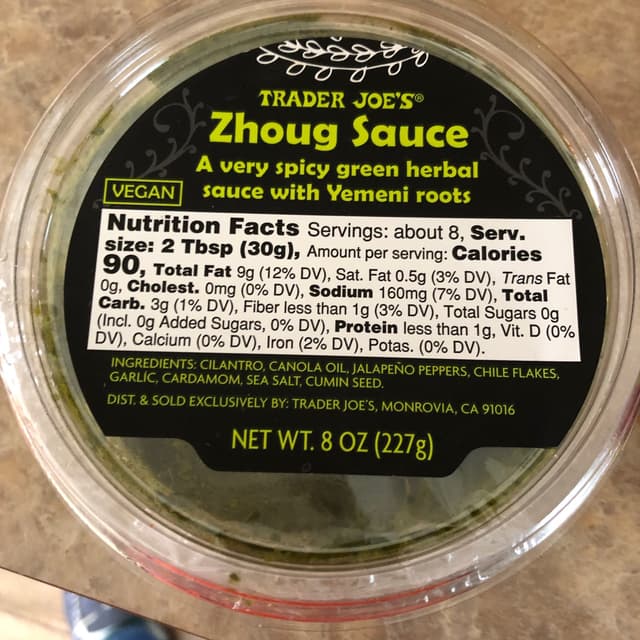 TRADER JOE'S®
Zhoug Sauce
A very spicy green herbal
VEGAN
sauce with Yemeni roots
Nutrition Facts Servings: about 8, Serv.
size: 2 Tbsp (30g), Amount per serving: Calories
90, Total Fat 9g (12% DV), Sat. Fat 0.5g (3% DV), Trans Fat
0g, Cholest. 0mg (0% DV), Sodium 160mg (7% DV), Total
Carb. 3g (1% DV), Fiber less than 1g (3% DV), Total Sugars 0g
(Incl. 0g Added Sugars, 0% DV), Protein less than 1g, Vit. D (0%
DV), Calcium (0% DV), Iron (2% DV), Potas. (0% DV).
INGREDIENTS: CILANTRO, CANOLA OIL, JALAPEÑO PEPPERS, CHILE FLAKES,
GARLIC, CARDAMOM, SEA SALT, CUMIN SEED.
DIST. & SOLD EXCLUSIVELY BY: TRADER JOE'S, MONROVIA, CA 91016
NET WT. 8 OZ (227g)